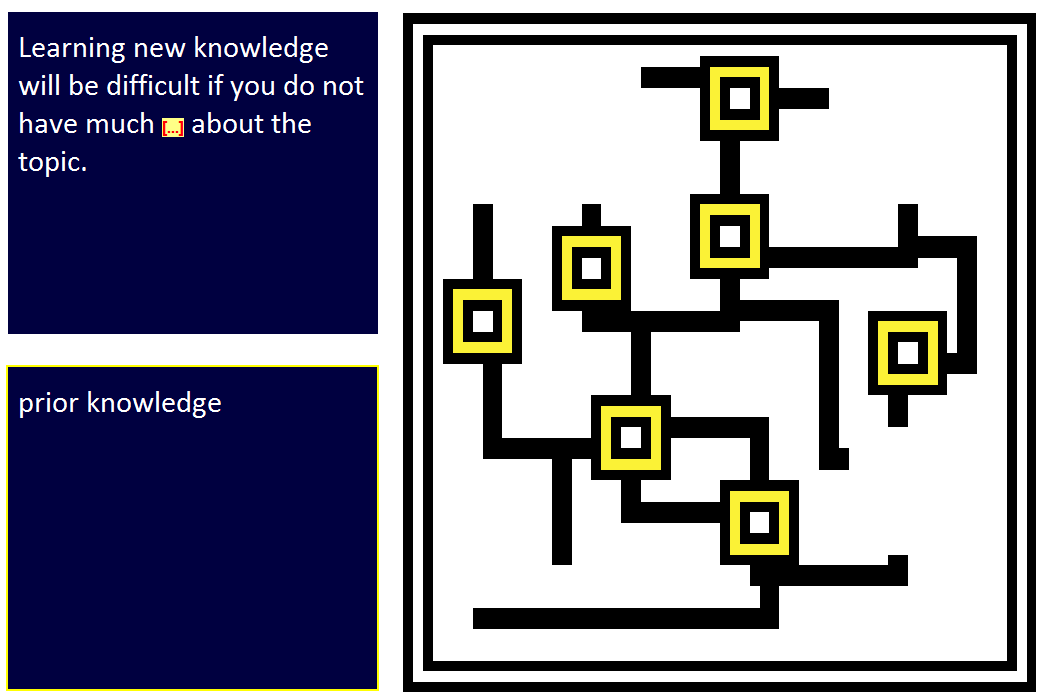 Learning new knowledge
will be difficult if you do not
have much [...] about the
topic.
prior knowledge